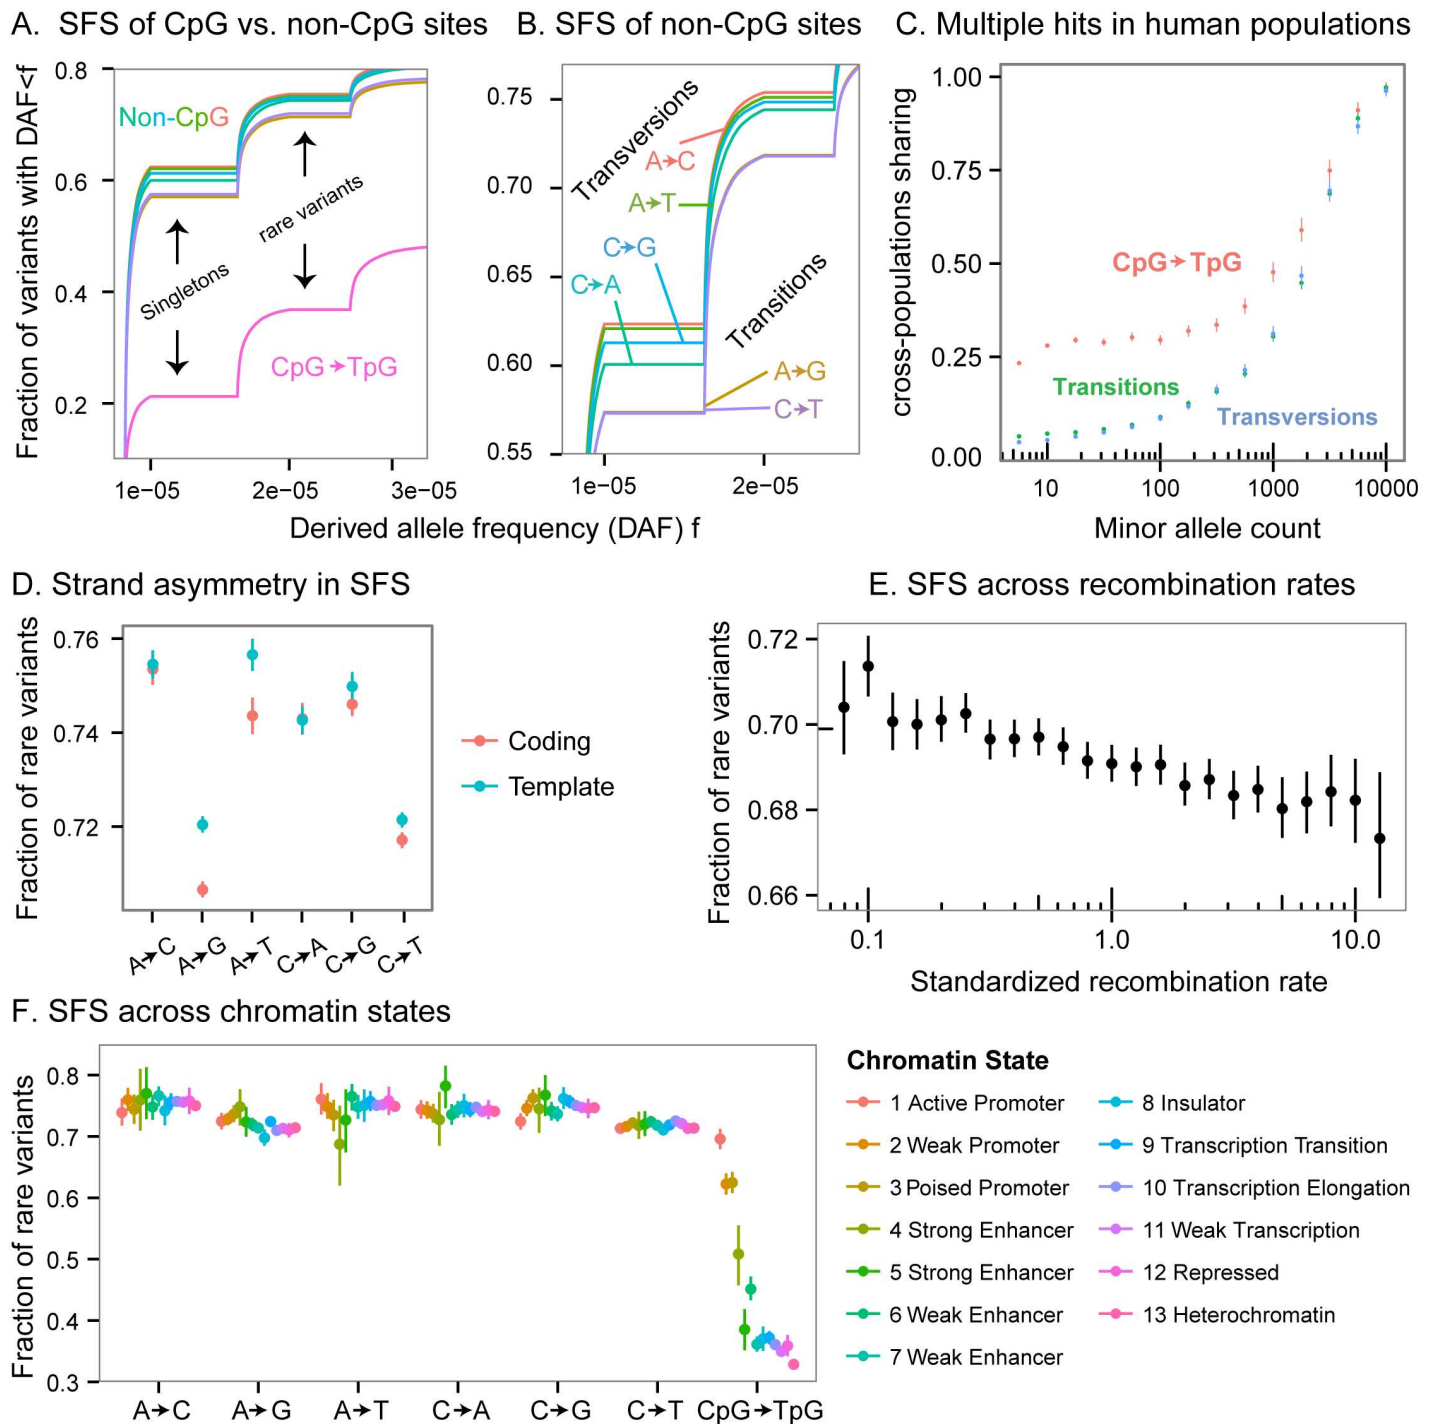 A. SFS of CpG vs. non-CpG sites
Fraction of variants with DAF<f
0.8
0.6
0.4
0.2
Non-CpG
Singletons
rare variants
CpG→TpG
1e−05
2e−05
3e−05
B. SFS of non-CpG sites
0.75
0.70
0.65
0.60
0.55
Transversions
A→C
A→T
C→G
C→A
Transitions
A→G
C→T
1e−05
2e−05
Derived allele frequency (DAF) f
C. Multiple hits in human populations
cross-populations sharing
1.00
0.75
0.50
0.25
0.00
CpG→TpG
Transitions
Transversions
10
100
1000
10000
Minor allele count
D. Strand asymmetry in SFS
Fraction of rare variants
0.76
0.74
0.72
A→C
A→G
A→T
C→A
C→G
C→T
Coding
Template
E. SFS across recombination rates
Fraction of rare variants
0.72
0.70
0.68
0.66
0.1
1.0
10.0
Standardized recombination rate
F. SFS across chromatin states
Fraction of rare variants
0.8
0.7
0.6
0.5
0.4
0.3
A→C
A→G
A→T
C→A
C→G
C→T
CpG→TpG
Chromatin State
1 Active Promoter
2 Weak Promoter
3 Poised Promoter
4 Strong Enhancer
5 Strong Enhancer
6 Weak Enhancer
7 Weak Enhancer
8 Insulator
9 Transcription Transition
10 Transcription Elongation
11 Weak Transcription
12 Repressed
13 Heterochromatin